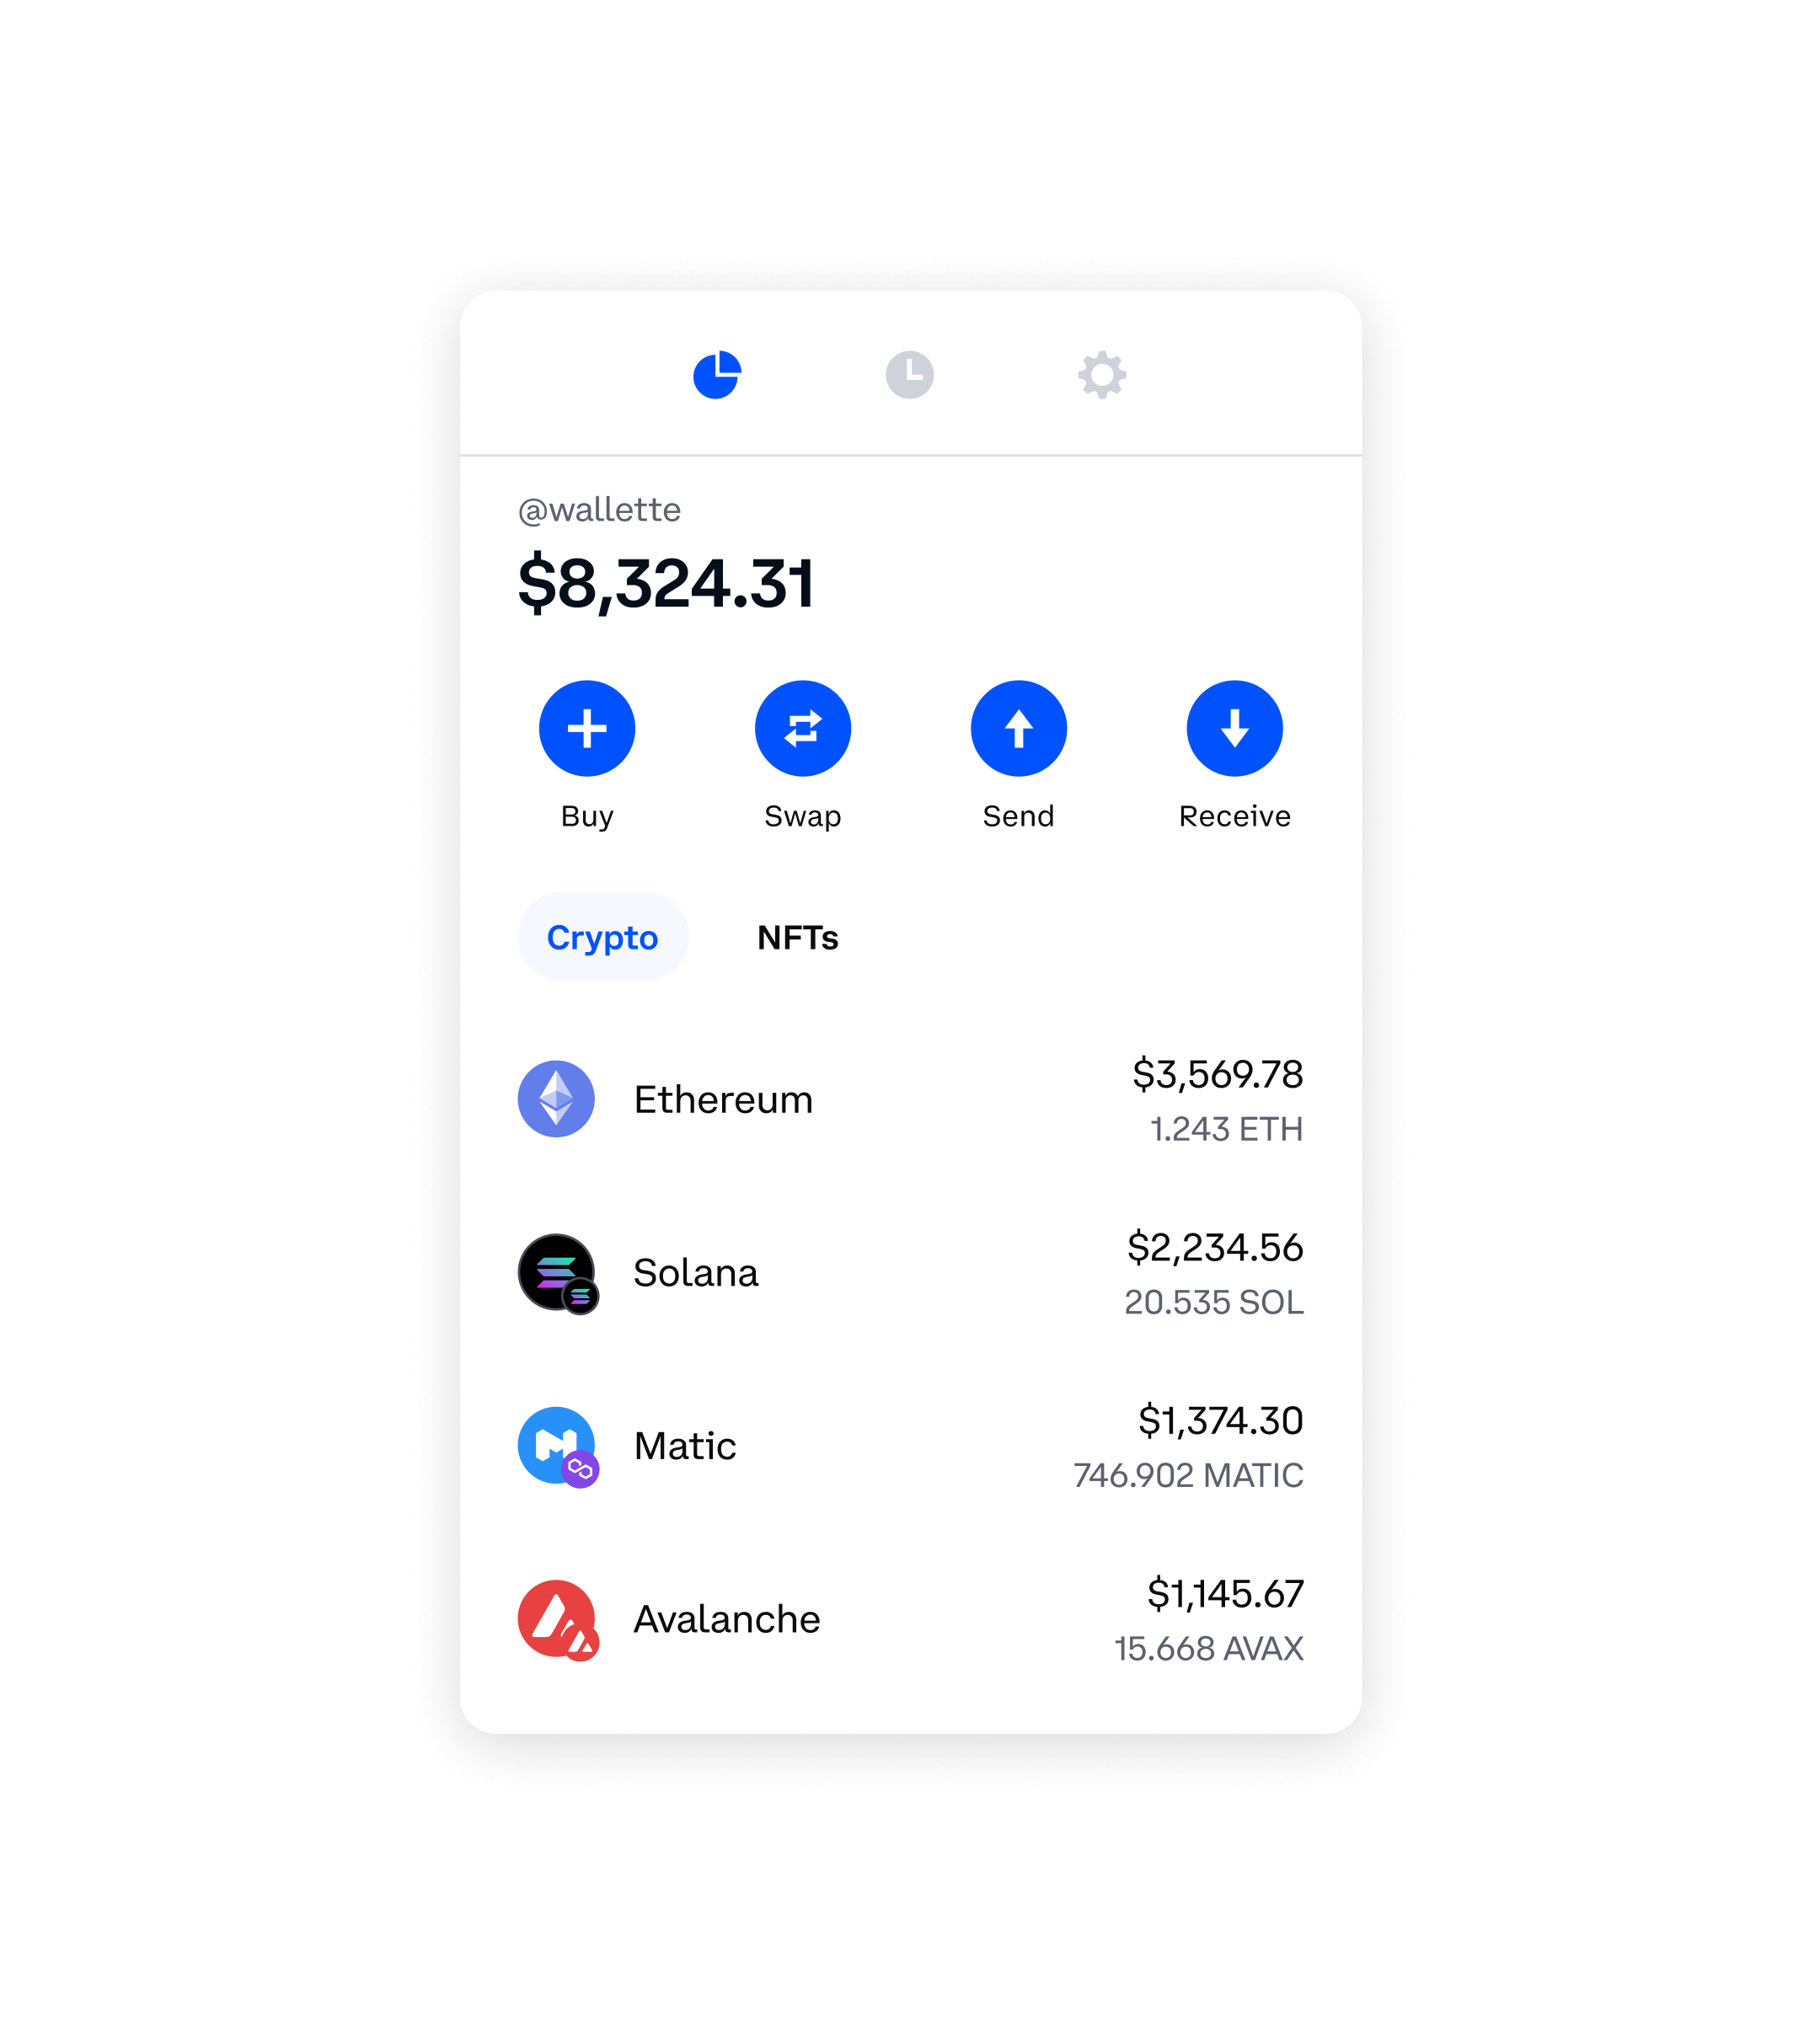 @wallette
$8,324.31
Buy Swap Send Receive
Crypto NFTs
Ethereum $3,569.78
1.243 ETH
Solana $2,234.56
20.535 SOL
Matic $1,374.30
746.902 MATIC
Avalanche $1,145.67
15.668 AVAX